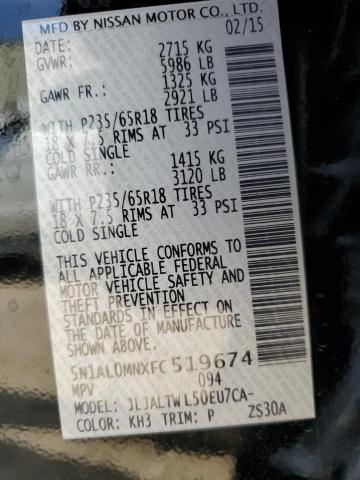 MFD BY NISSAN MOTOR CO., LTD.
DATE: 02/15
GVWR: 2715 KG
5986 LB
GAWR FR.: 1325 KG
2921 LB
WITH P235/65R18 TIRES
18 X 7.5 RIMS AT 33 PSI
COLD SINGLE
GAWR RR.: 1415 KG
3120 LB
WITH P235/65R18 TIRES
18 X 7.5 RIMS AT 33 PSI
COLD SINGLE
THIS VEHICLE CONFORMS TO
ALL APPLICABLE FEDERAL
MOTOR VEHICLE SAFETY AND
THEFT PREVENTION
STANDARDS IN EFFECT ON
THE DATE OF MANUFACTURE
SHOWN ABOVE.
5N1AL0MNXFC519674
MPV 094
MODEL: JLJALTWL50EU7CA-
COLOR: KH3 TRIM: P ZS30A